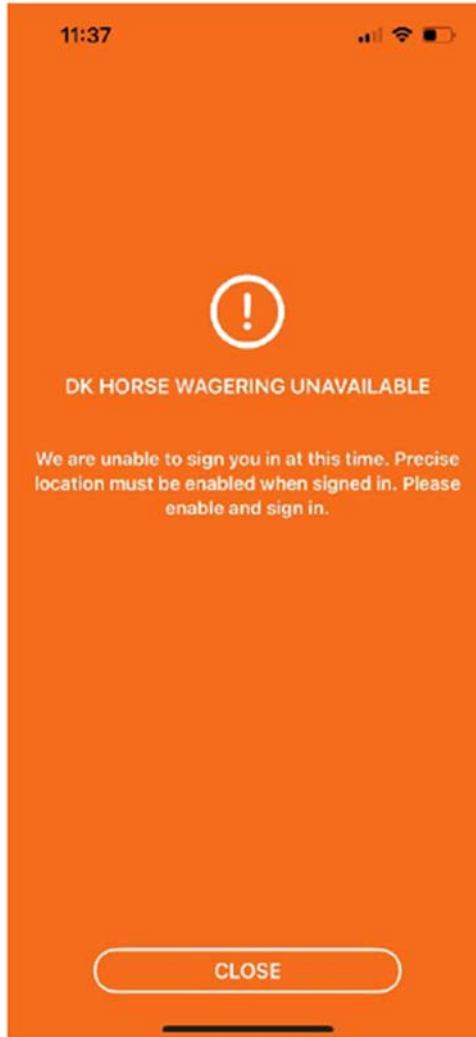 11:37
DK HORSE WAGERING UNAVAILABLE
We are unable to sign you in at this time. Precise
location must be enabled when signed in. Please
enable and sign in.
CLOSE